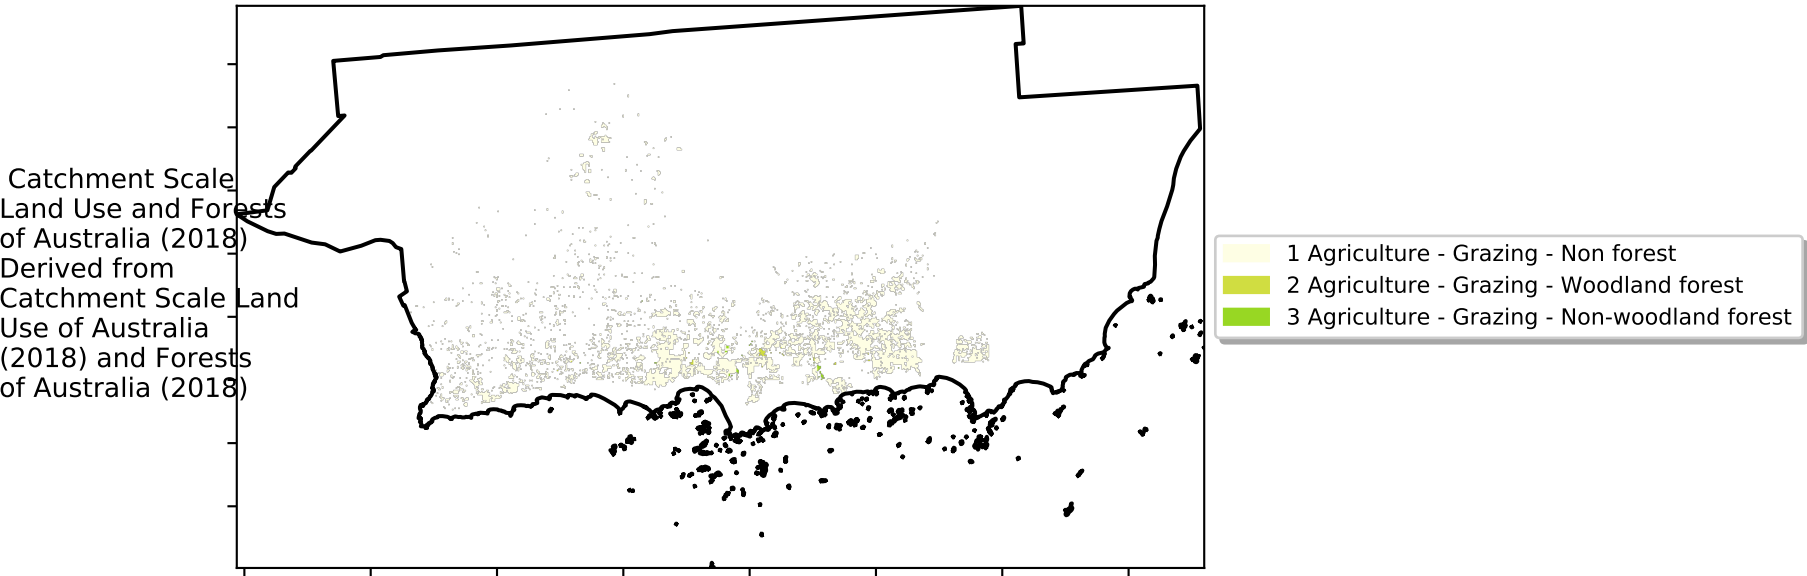 Catchment Scale
Land Use and Forests
of Australia (2018)
Derived from
Catchment Scale Land
Use of Australia
(2018) and Forests
of Australia (2018)
1 Agriculture - Grazing - Non forest
2 Agriculture - Grazing - Woodland forest
3 Agriculture - Grazing - Non-woodland forest